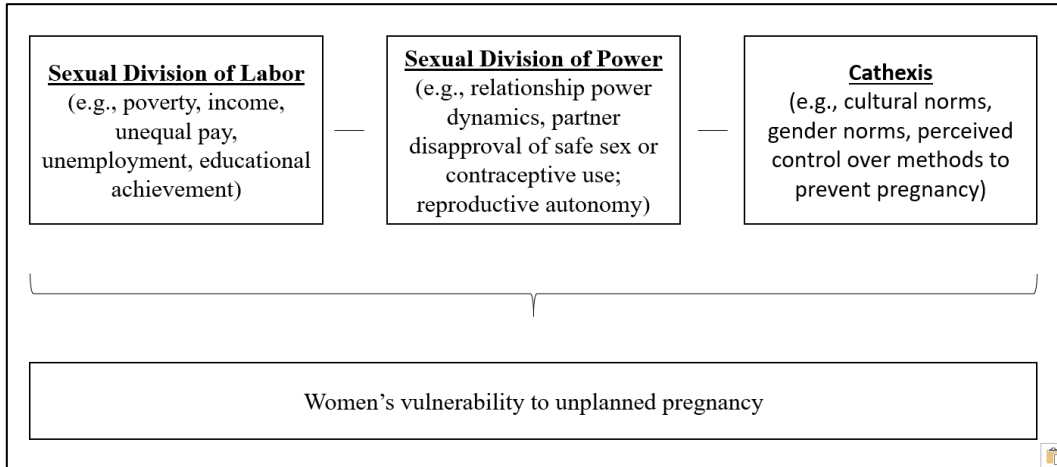 Sexual Division of Labor
(e.g., poverty, income,
unequal pay,
unemployment, educational
achievement)
Sexual Division of Power
(e.g., relationship power
dynamics, partner
disapproval of safe sex or
contraceptive use;
reproductive autonomy)
Cathexis
(e.g., cultural norms,
gender norms, perceived
control over methods to
prevent pregnancy)
Women’s vulnerability to unplanned pregnancy